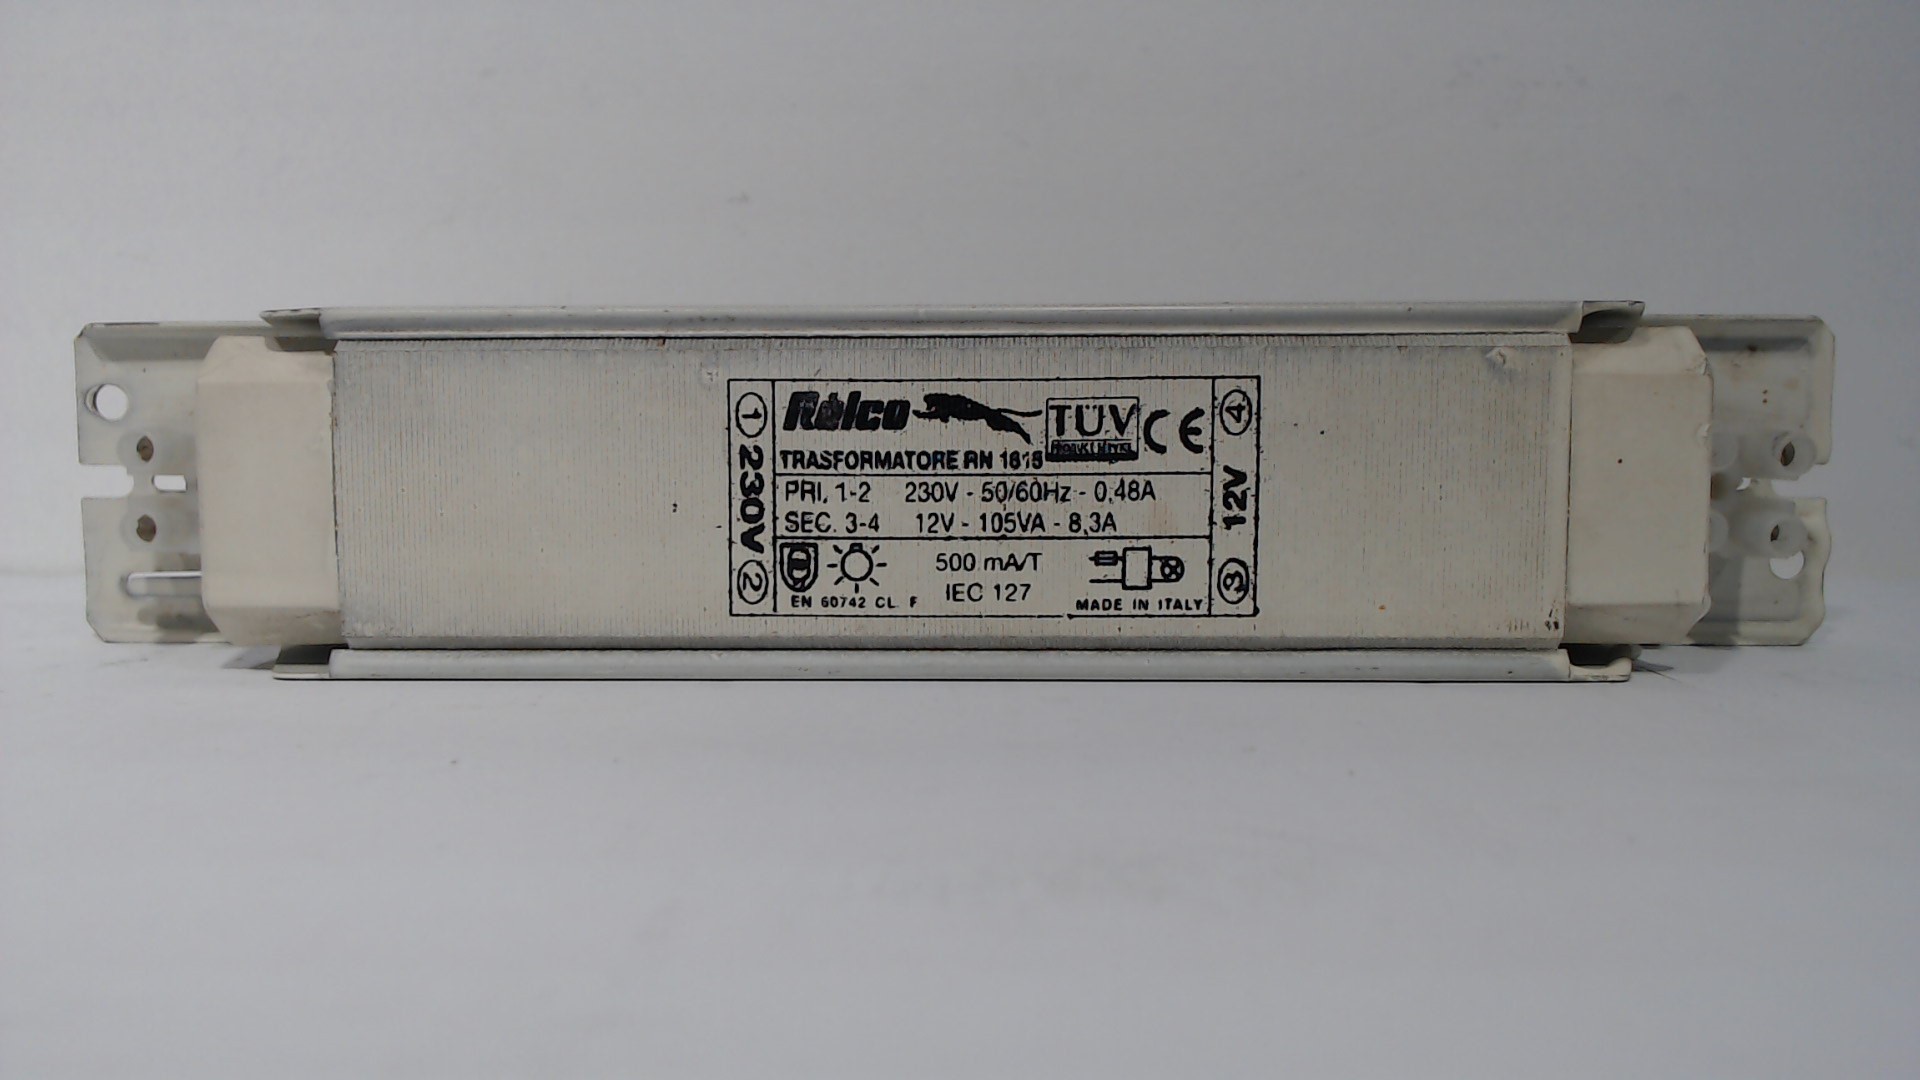 Relco TÜV CE
TRASFORMATORE RN 1615
PRI. 1-2 230V - 50/60Hz - 0,48A
SEC. 3-4 12V - 105VA - 8,3A
500 mA/T
IEC 127
EN 60742 CL. F
MADE IN ITALY
1 230V 2
3 12V 4